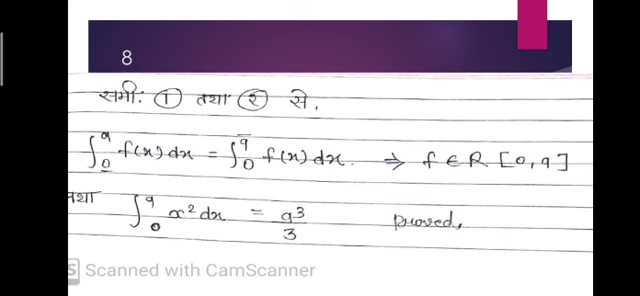 8
समी: ① तथा ② से,
∫₀ᵃ f(x) dx = ∫₀ᵃ f(x) dx. ⇒ f ∈ R [0, a]
तथा ∫₀ᵃ x² dx = a³/3 proved,
S Scanned with CamScanner